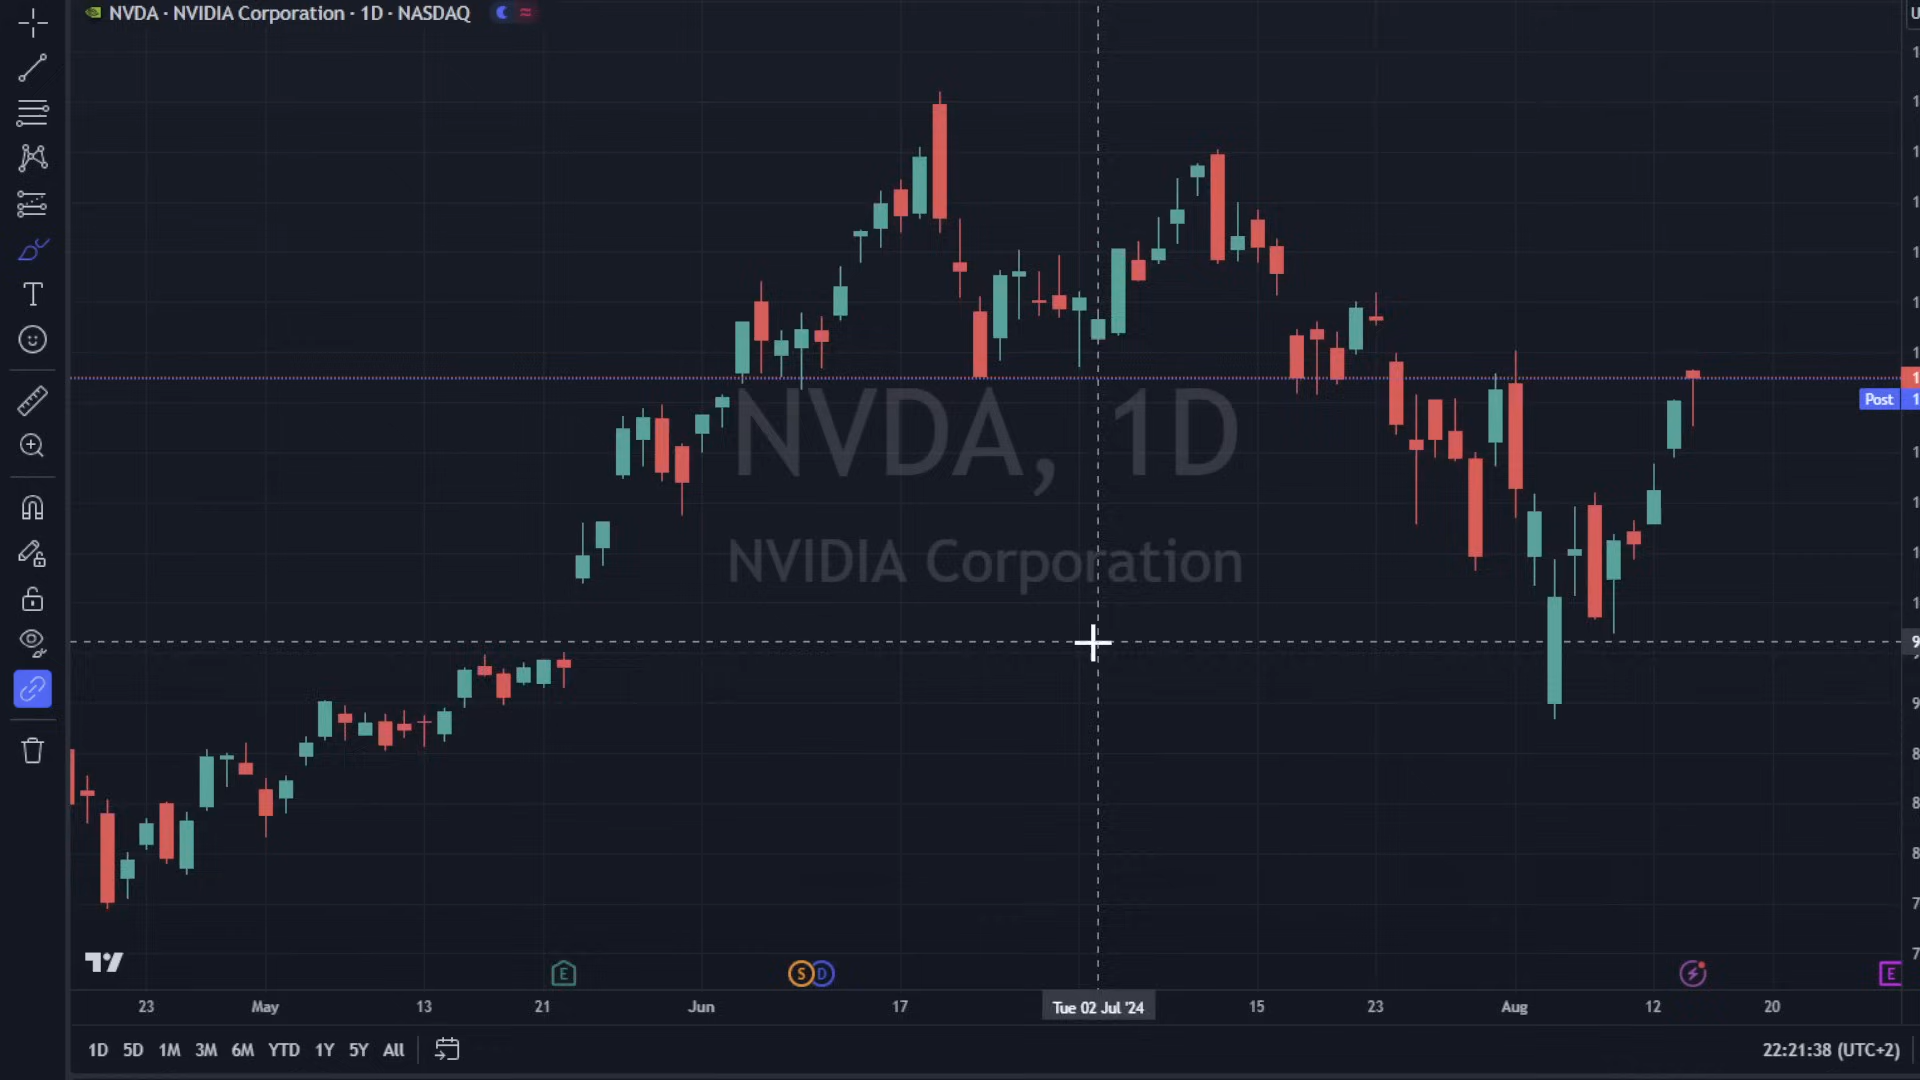 NVDA · NVIDIA Corporation · 1D · NASDAQ
NVDA, 1D
NVIDIA Corporation
Post
E
S D
E
23 May 13 21 Jun 17 Tue 02 Jul '24 15 23 Aug 12 20
1D 5D 1M 3M 6M YTD 1Y 5Y All
22:21:38 (UTC+2)